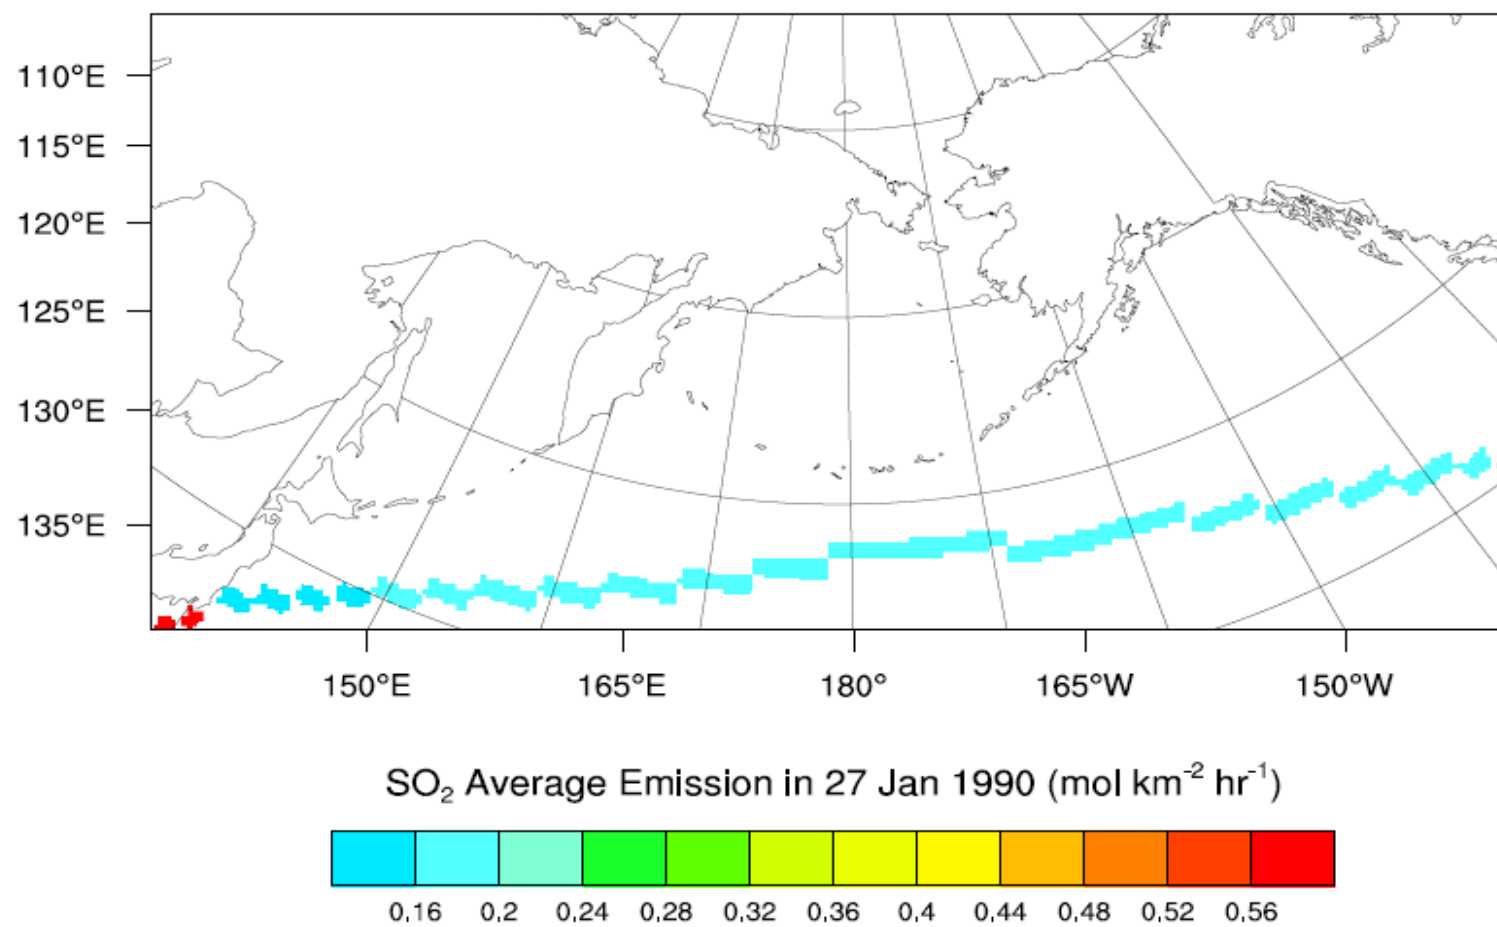 110°E
115°E
120°E
125°E
130°E
135°E
150°E 165°E 180° 165°W 150°W
SO₂ Average Emission in 27 Jan 1990 (mol km⁻² hr⁻¹)
0,16 0,2 0,24 0,28 0,32 0,36 0,4 0,44 0,48 0,52 0,56